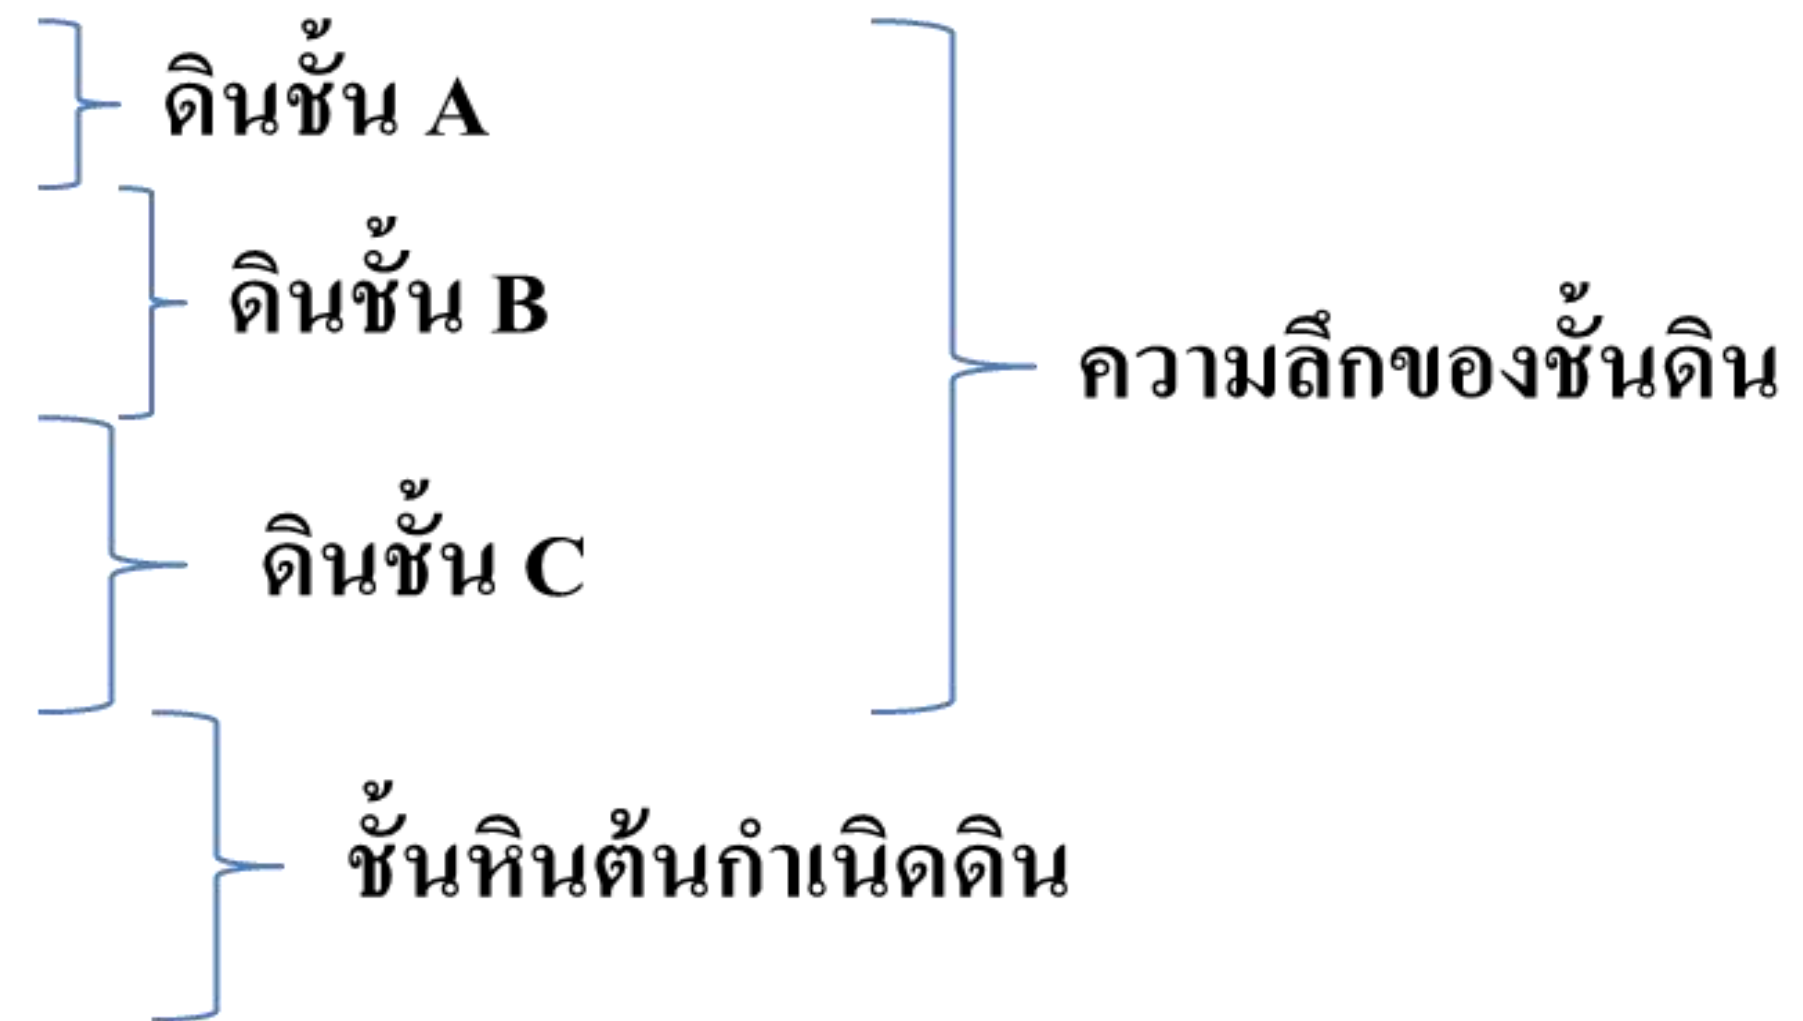 ดินชั้น A
ดินชั้น B
ความลึกของชั้นดิน
ดินชั้น C
ชั้นหินต้นกำเนิดดิน